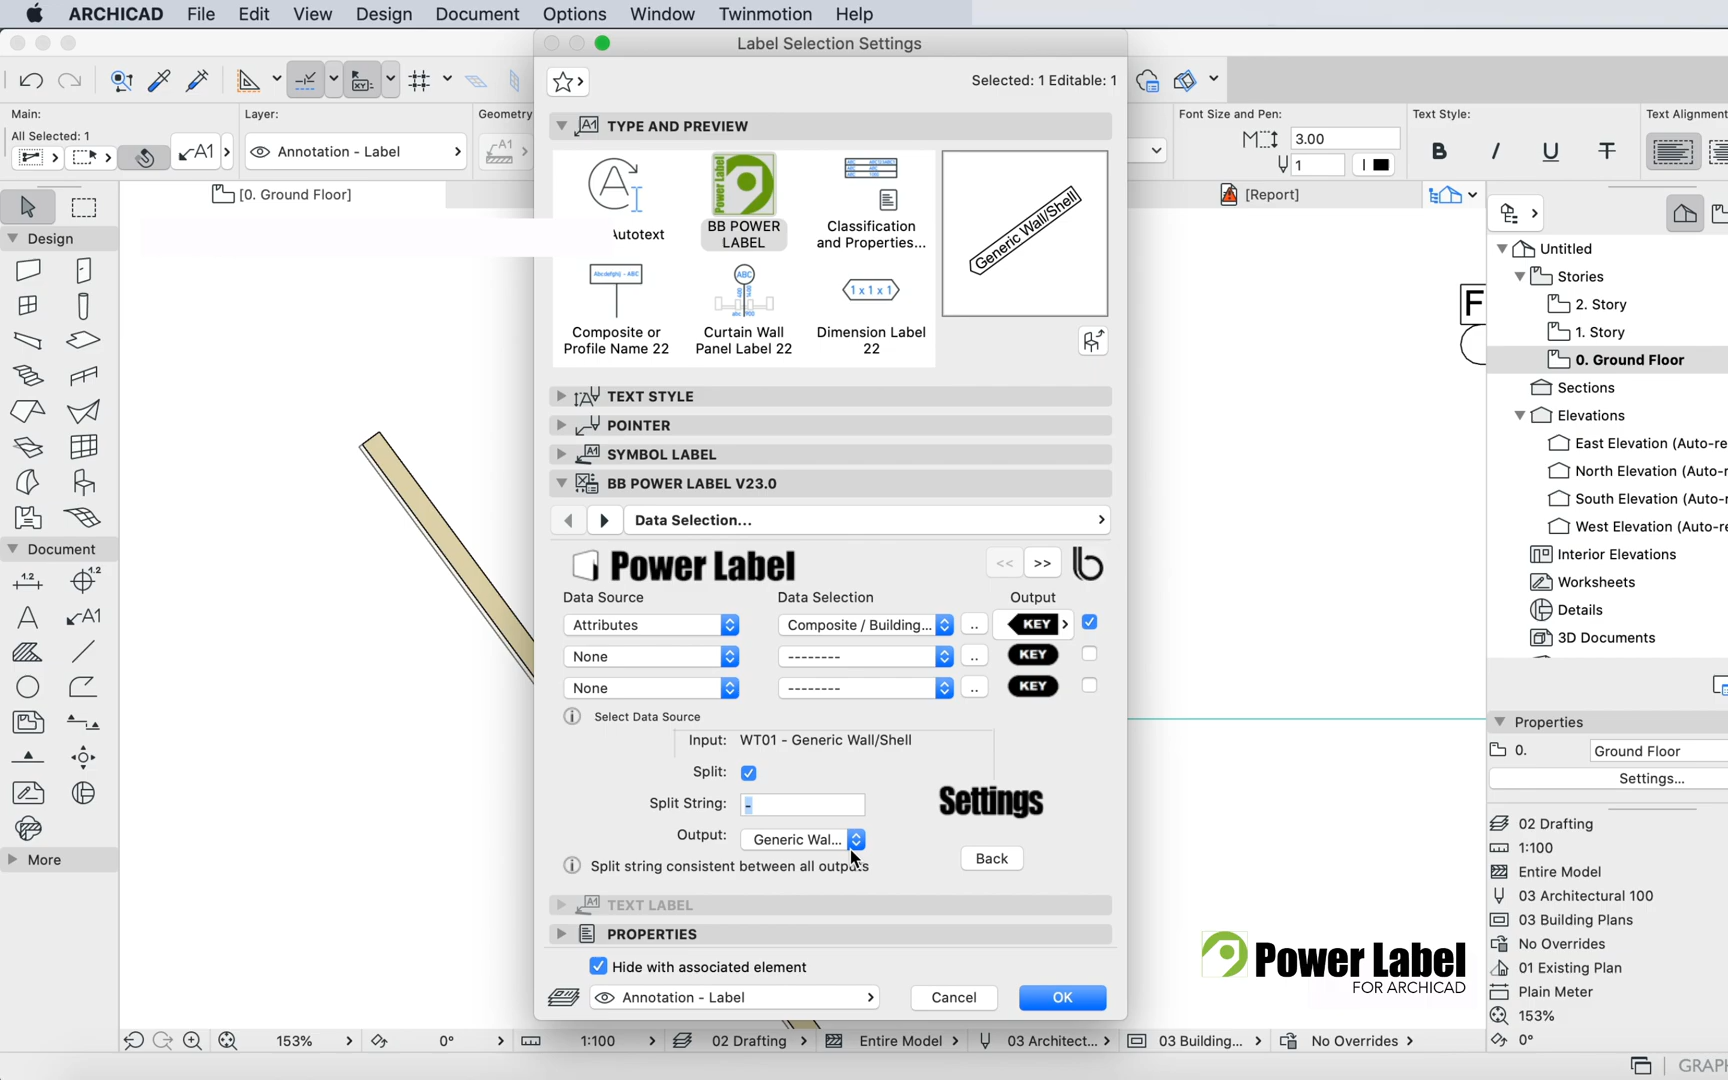 ARCHICAD File Edit View Design Document Options Window Twinmotion Help
Label Selection Settings
Selected: 1 Editable: 1
Main:
All Selected: 1
Layer:
Annotation - Label
Geometry
Font Size and Pen:
3.00
1
Text Style:
B I U T
Text Alignment
[0. Ground Floor]
[Report]
TYPE AND PREVIEW
Autotext
BB POWER
LABEL
Classification
and Properties...
Composite or
Profile Name 22
Curtain Wall
Panel Label 22
Dimension Label
22
Generic Wall/Shell
TEXT STYLE
POINTER
SYMBOL LABEL
BB POWER LABEL V23.0
Data Selection...
Power Label
<< >>
Data Source Data Selection Output
Attributes Composite / Building... .. KEY
None -------- .. KEY
None -------- .. KEY
Select Data Source
Input: WT01 - Generic Wall/Shell
Split:
Split String: -
Output: Generic Wal...
Split string consistent between all outputs
Settings
Back
TEXT LABEL
PROPERTIES
Hide with associated element
Annotation - Label
Cancel OK
Design
Document
More
F
Untitled
Stories
2. Story
1. Story
0. Ground Floor
Sections
Elevations
East Elevation (Auto-re
North Elevation (Auto-r
South Elevation (Auto-r
West Elevation (Auto-re
Interior Elevations
Worksheets
Details
3D Documents
Properties
0. Ground Floor
Settings...
02 Drafting
1:100
Entire Model
03 Architectural 100
03 Building Plans
No Overrides
01 Existing Plan
Plain Meter
153%
0°
Power Label
FOR ARCHICAD
153% 0° 1:100 02 Drafting Entire Model 03 Architect... 03 Building... No Overrides
GRAPH